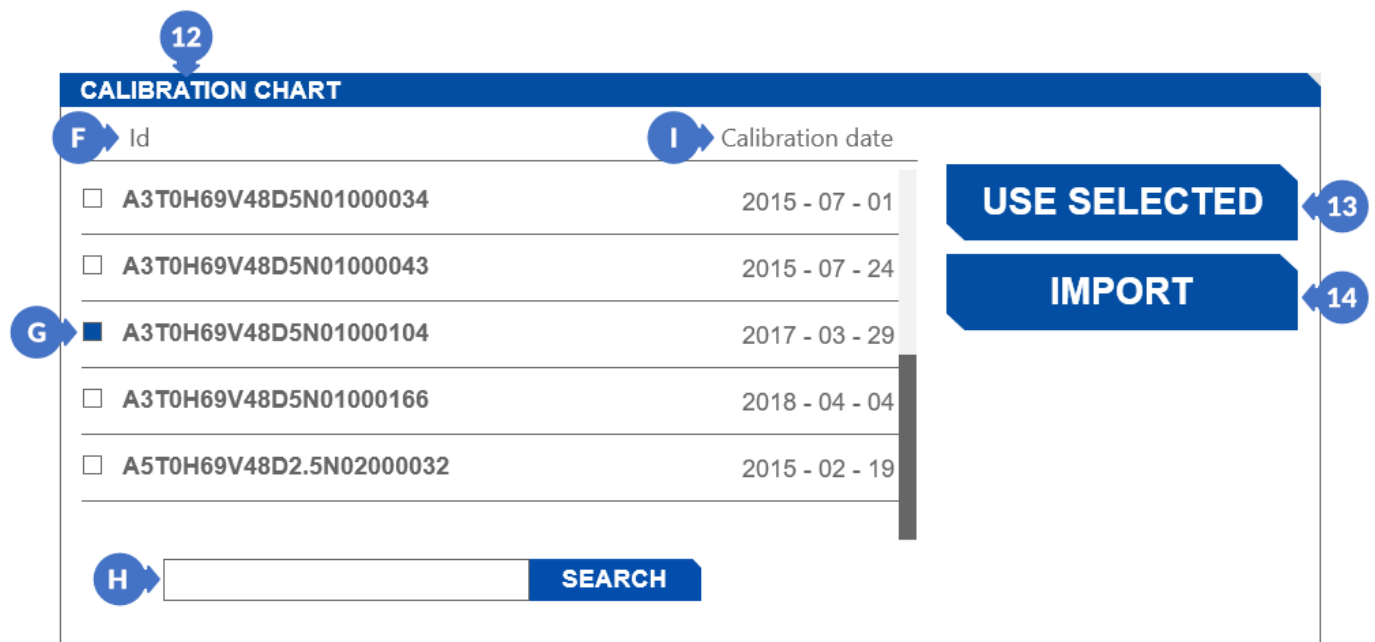 12
CALIBRATION CHART
F Id I Calibration date
A3T0H69V48D5N01000034 2015 - 07 - 01
USE SELECTED 13
A3T0H69V48D5N01000043 2015 - 07 - 24
IMPORT 14
G A3T0H69V48D5N01000104 2017 - 03 - 29
A3T0H69V48D5N01000166 2018 - 04 - 04
A5T0H69V48D2.5N02000032 2015 - 02 - 19
H SEARCH